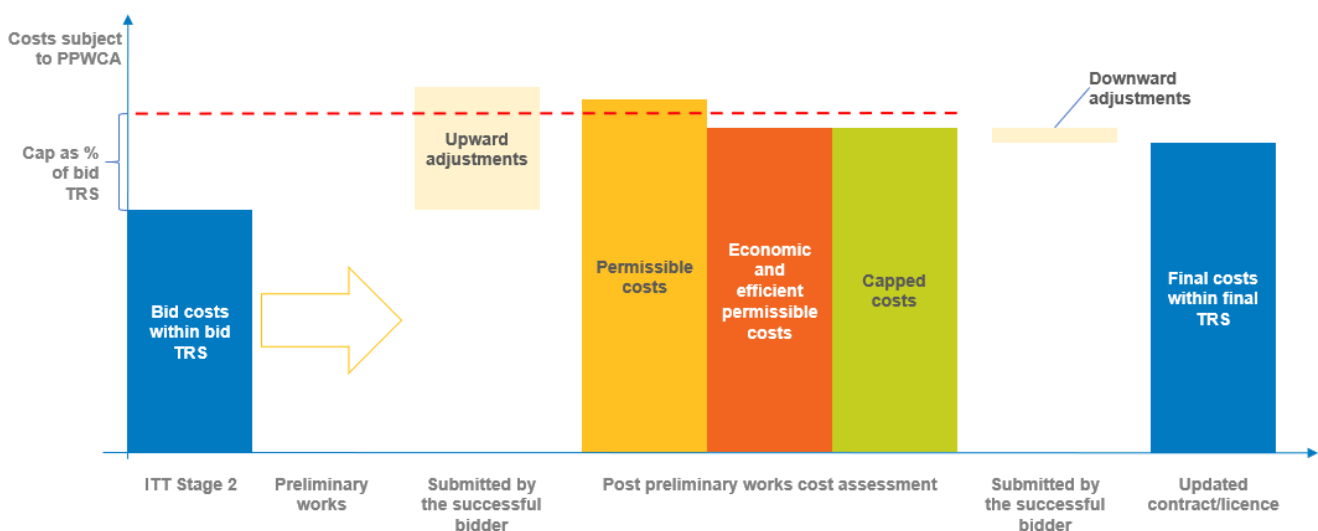 Costs subject
to PPWCA
Cap as %
of bid
TRS
Bid costs
within bid
TRS
Upward
adjustments
Permissible
costs
Economic
and
efficient
permissible
costs
Capped
costs
Downward
adjustments
Final costs
within final
TRS
ITT Stage 2
Preliminary
works
Submitted by
the successful
bidder
Post preliminary works cost assessment
Submitted by
the successful
bidder
Updated
contract/licence